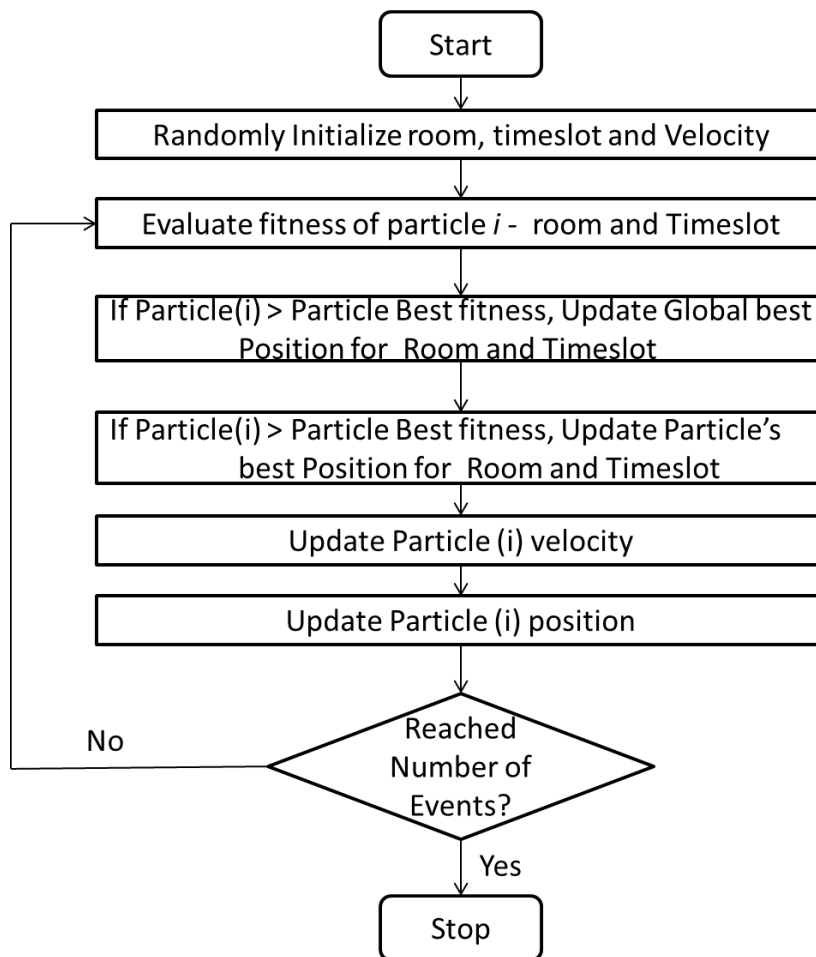 Start
Randomly Initialize room, timeslot and Velocity
Evaluate fitness of particle i - room and Timeslot
If Particle(i) > Particle Best fitness, Update Global best
Position for Room and Timeslot
If Particle(i) > Particle Best fitness, Update Particle’s
best Position for Room and Timeslot
Update Particle (i) velocity
Update Particle (i) position
Reached
Number of
Events?
No
Yes
Stop